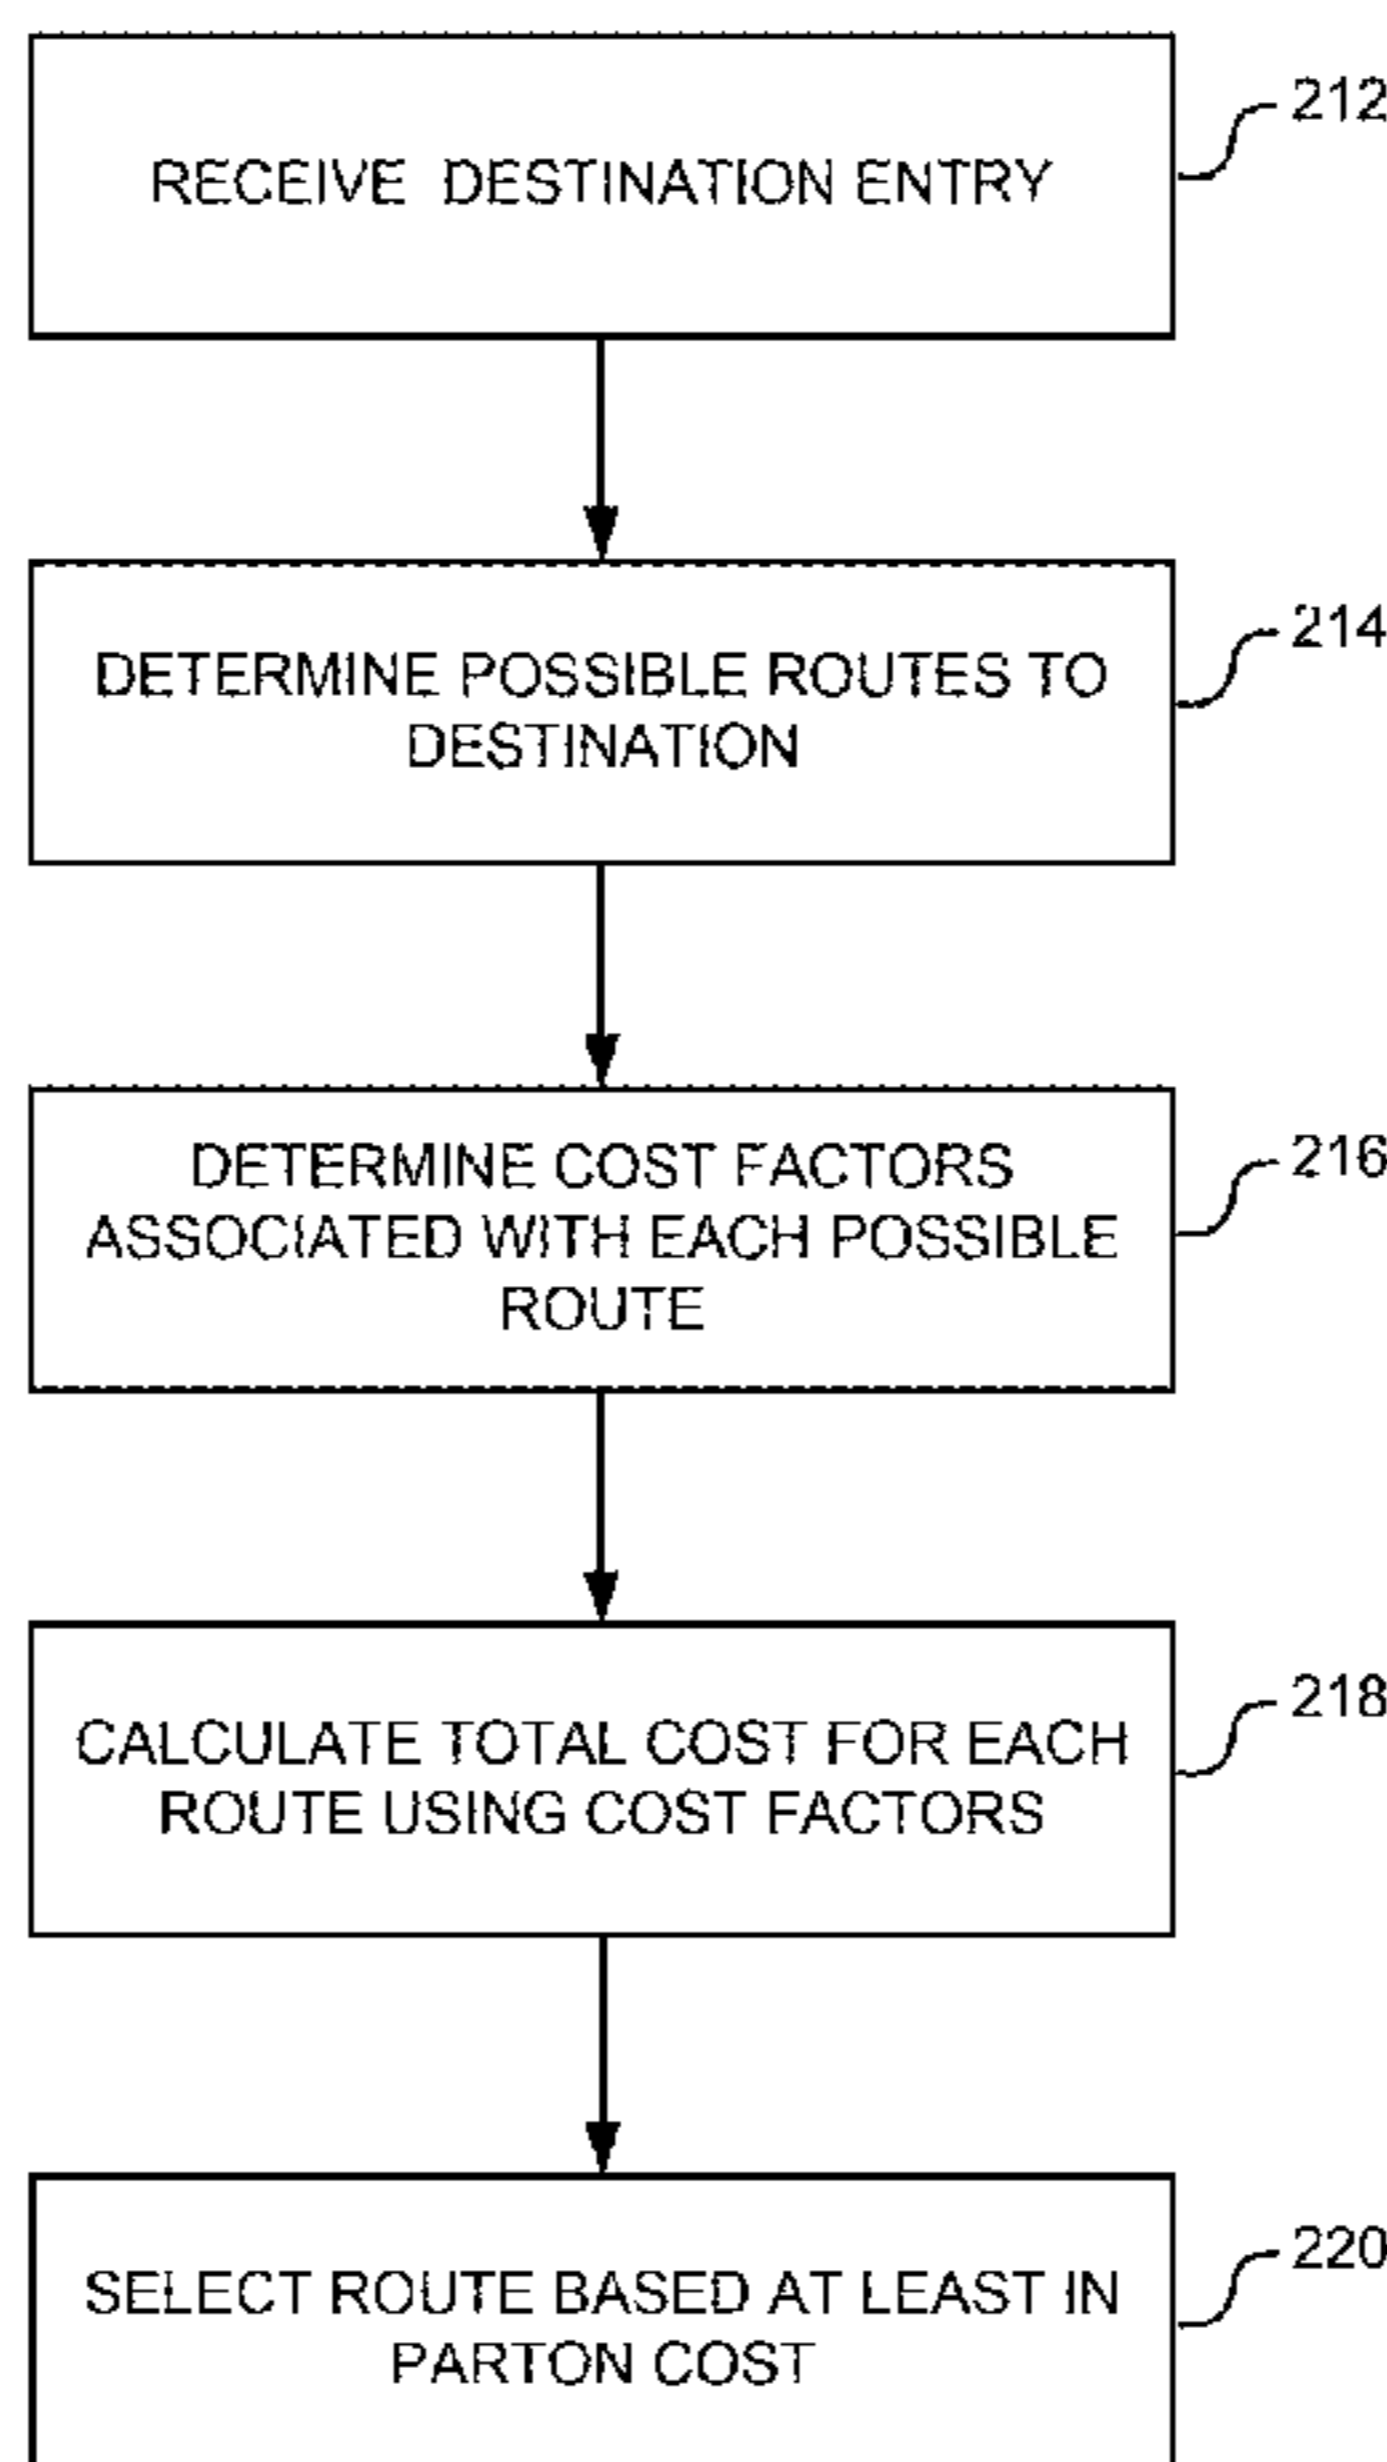 212
RECEIVE DESTINATION ENTRY
214
DETERMINE POSSIBLE ROUTES TO
DESTINATION
216
DETERMINE COST FACTORS
ASSOCIATED WITH EACH POSSIBLE
ROUTE
218
CALCULATE TOTAL COST FOR EACH
ROUTE USING COST FACTORS
220
SELECT ROUTE BASED AT LEAST IN
PARTON COST